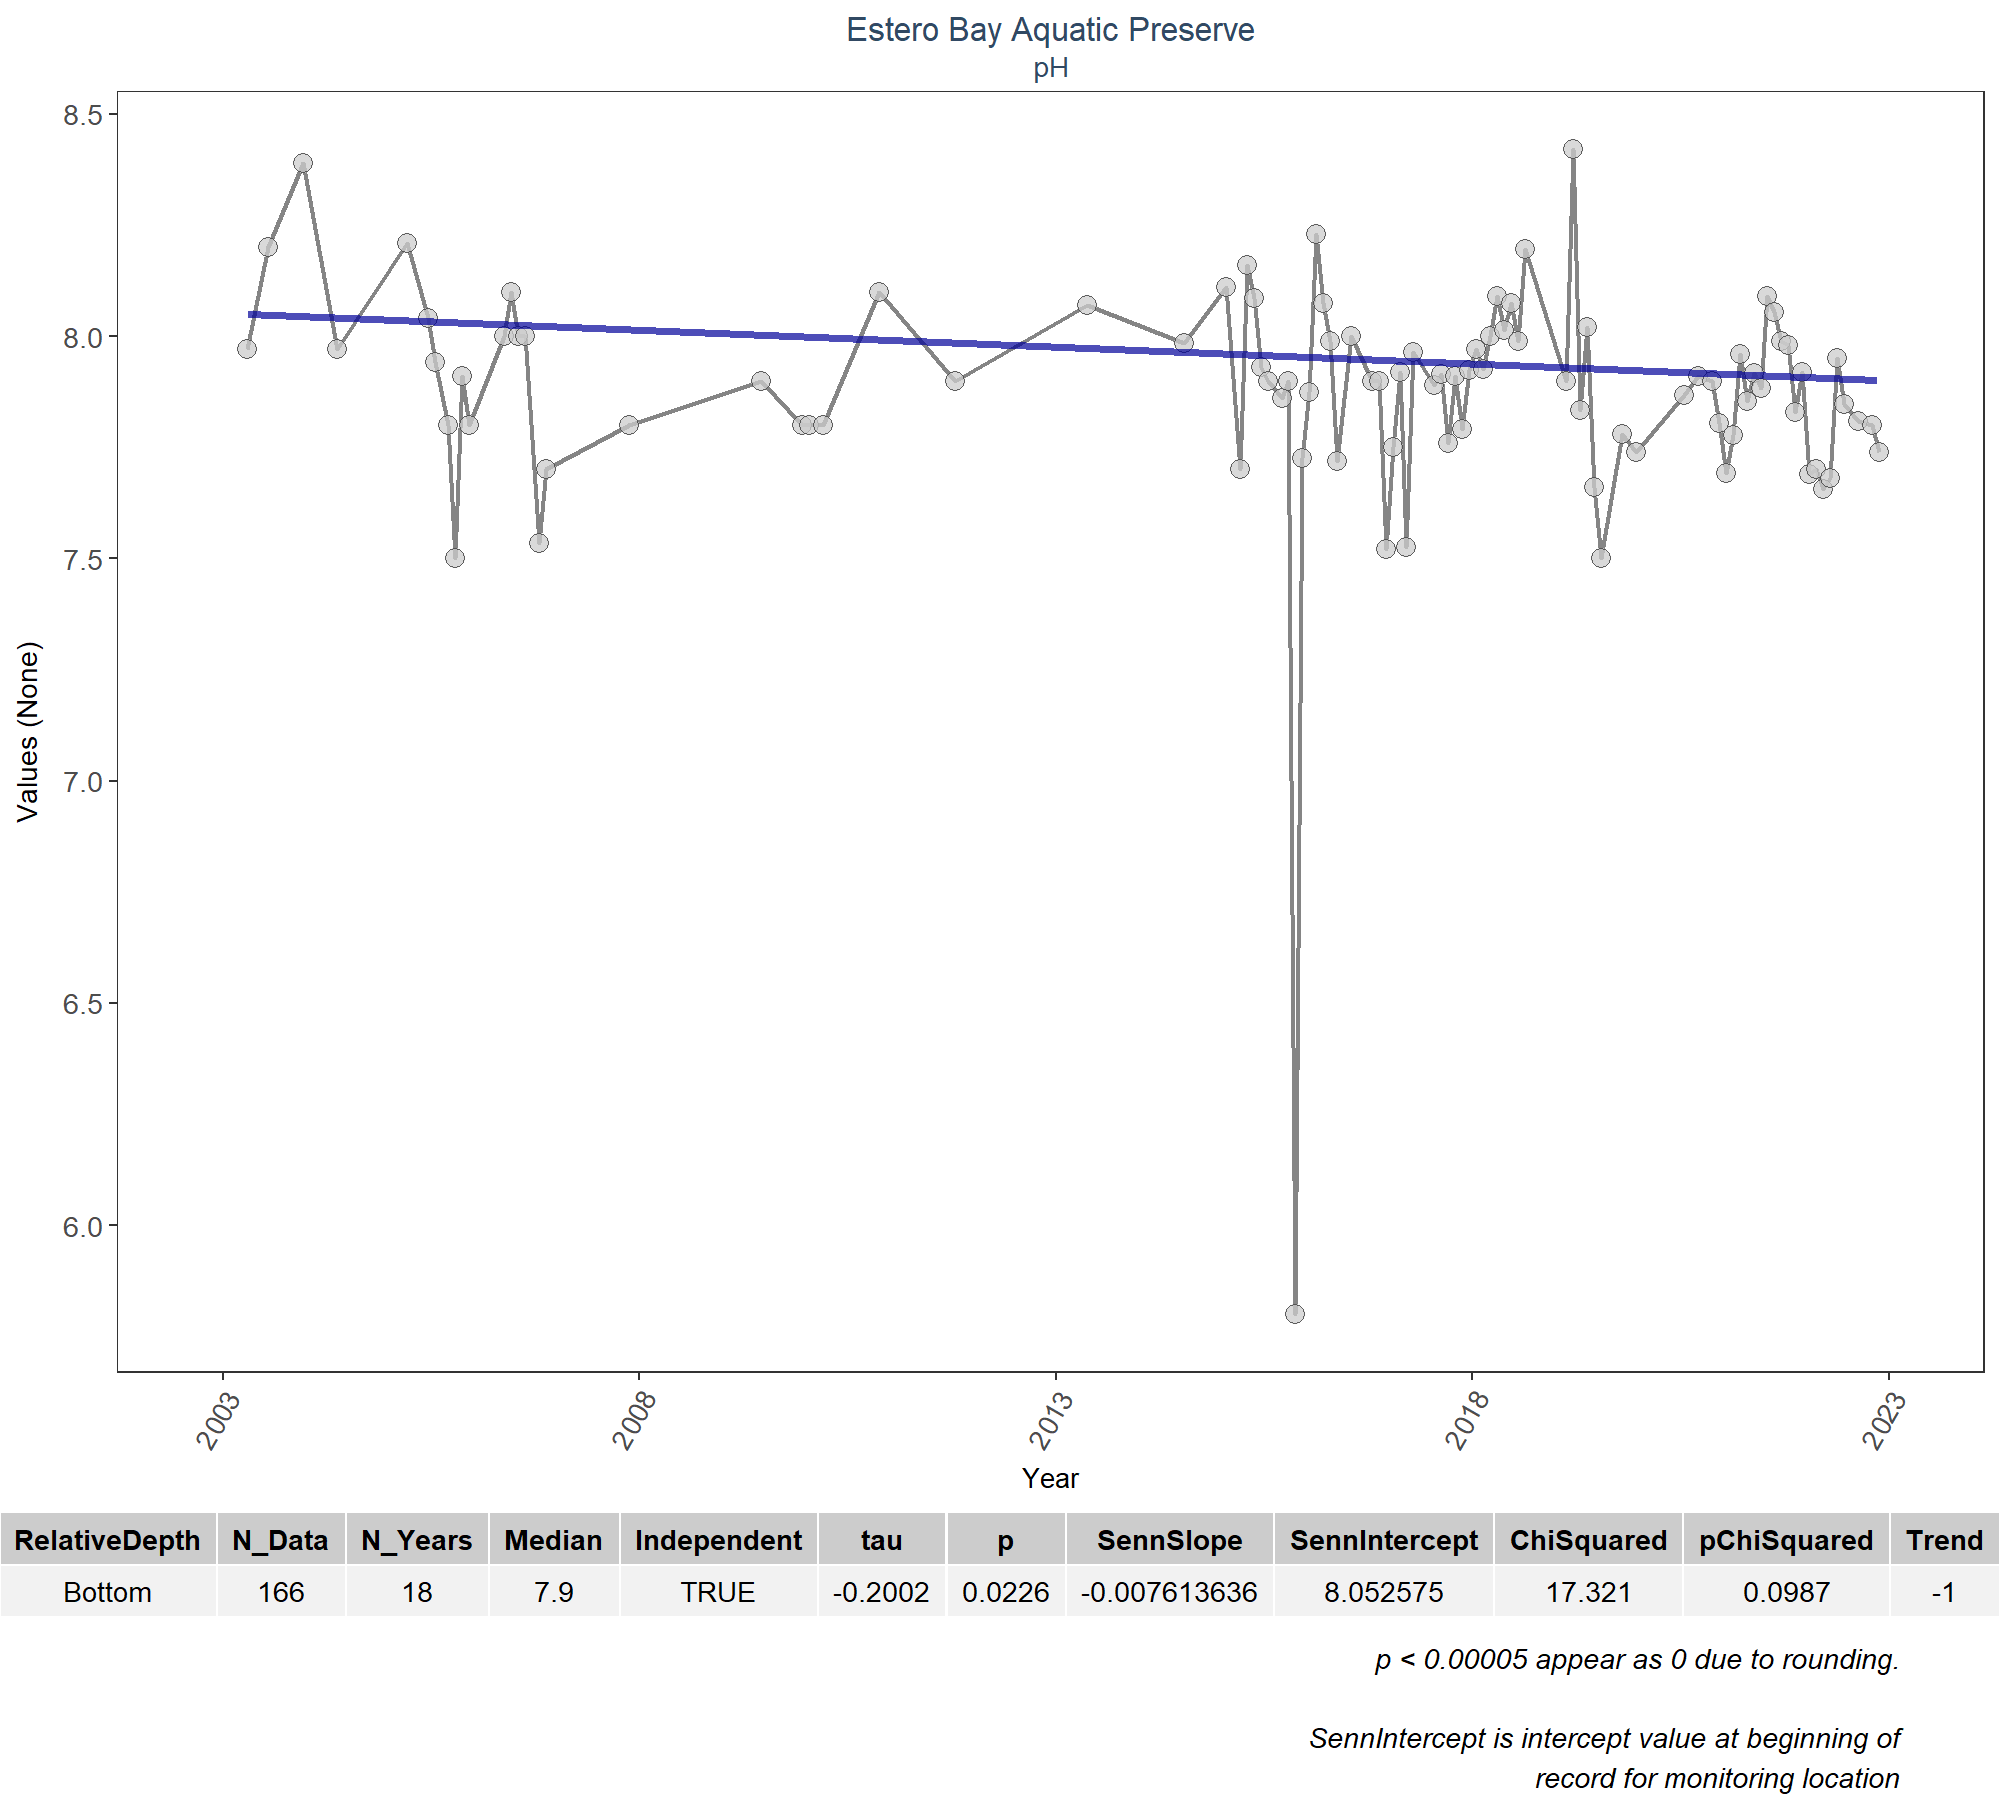 Estero Bay Aquatic Preserve
pH
8.5
8.0
7.5
7.0
6.5
6.0
Values (None)
2003 2008 2013 2018 2023
Year
RelativeDepth N_Data N_Years Median Independent tau p SennSlope SennIntercept ChiSquared pChiSquared Trend
Bottom 166 18 7.9 TRUE -0.2002 0.0226 -0.007613636 8.052575 17.321 0.0987 -1
p < 0.00005 appear as 0 due to rounding.
SennIntercept is intercept value at beginning of
record for monitoring location